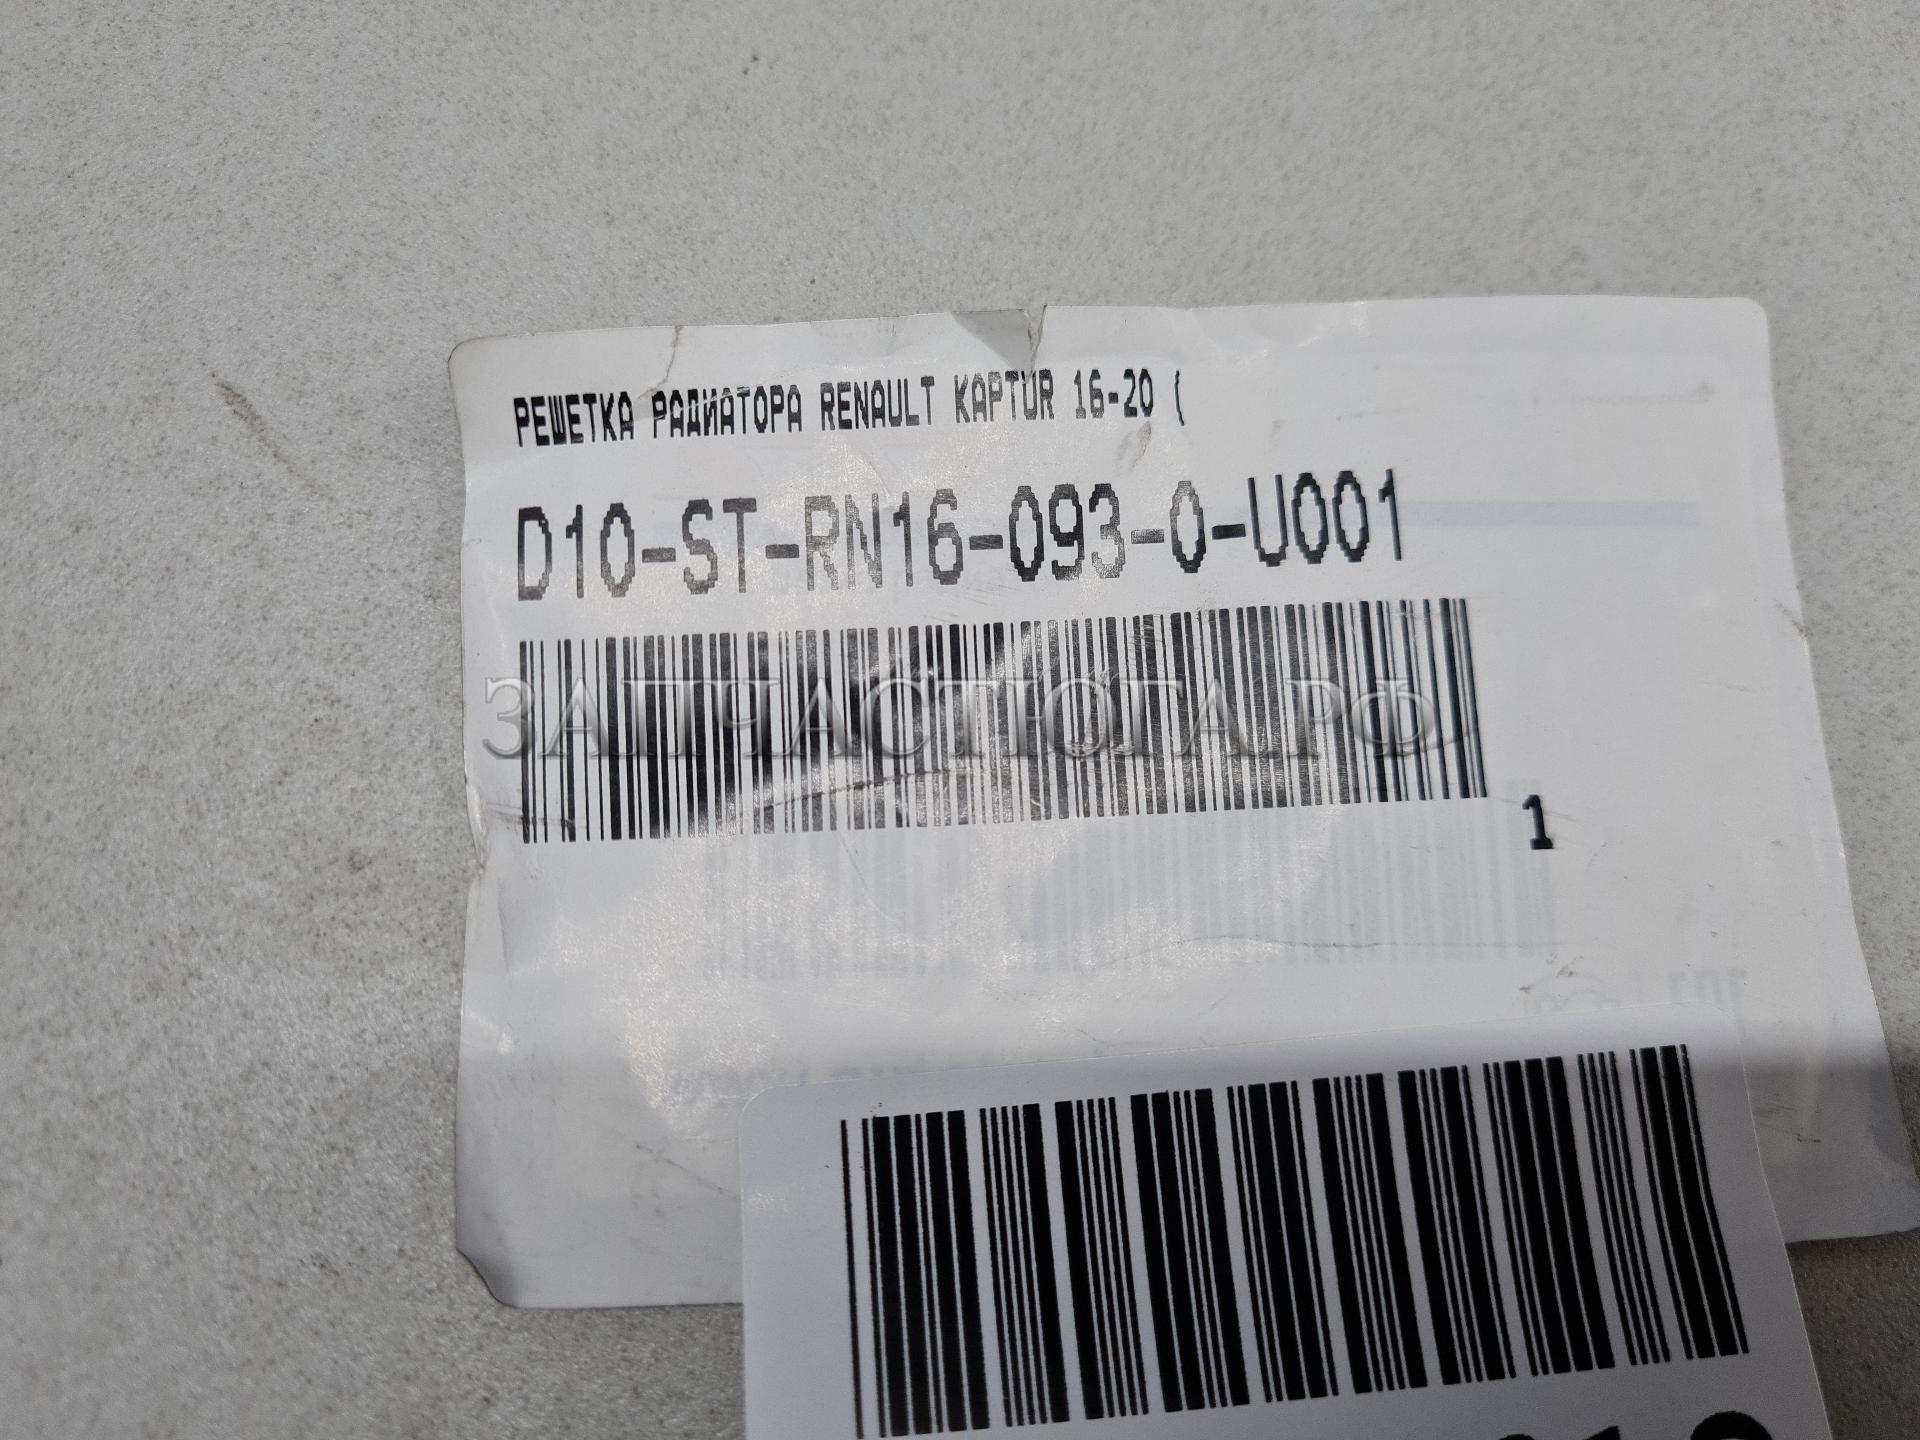 РЕШЕТКА РАДИАТОРА RENAULT KAPTUR 16-20 (
D10-ST-RN16-093-0-U001
ЗАПЧАСТЮГА.РФ
1